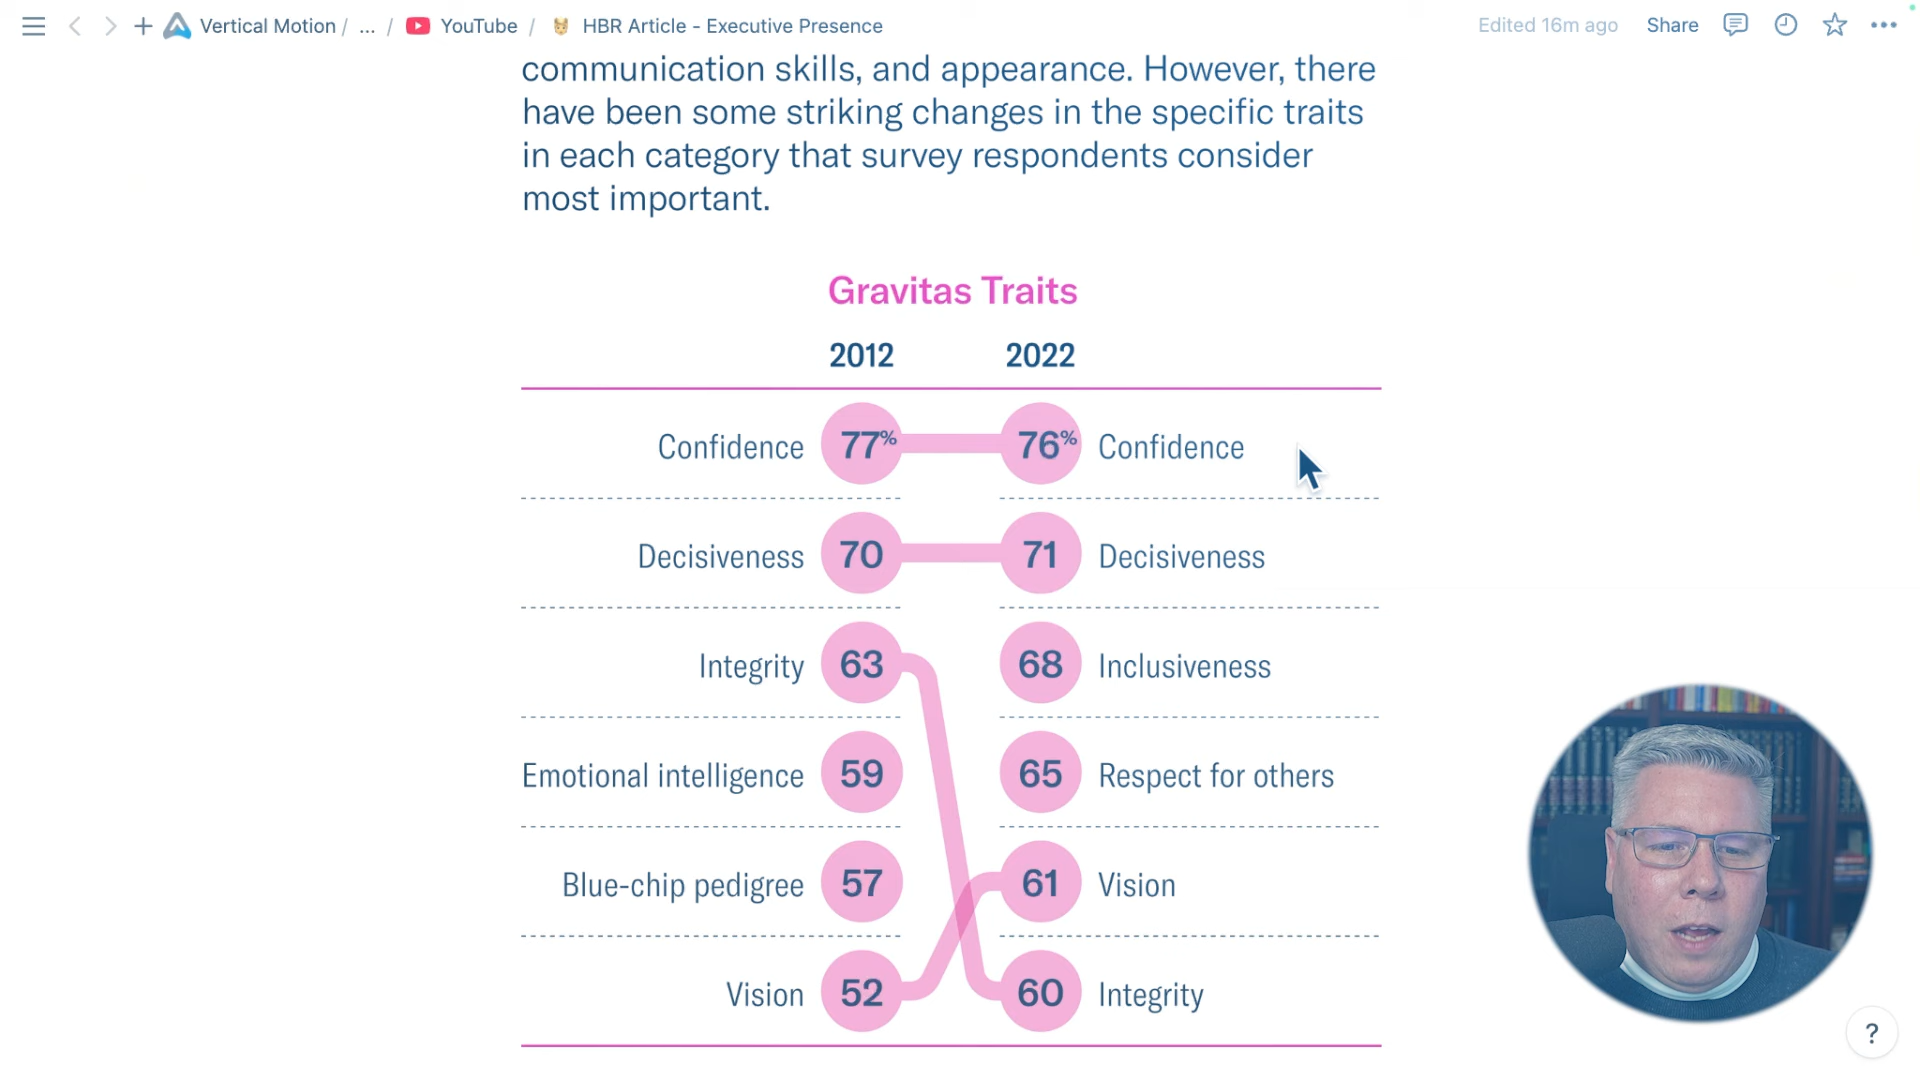 Vertical Motion / ... / YouTube / HBR Article - Executive Presence
Edited 16m ago Share
communication skills, and appearance. However, there
have been some striking changes in the specific traits
in each category that survey respondents consider
most important.
Gravitas Traits
2012 2022
Confidence 77% 76% Confidence
Decisiveness 70 71 Decisiveness
Integrity 63 68 Inclusiveness
Emotional intelligence 59 65 Respect for others
Blue-chip pedigree 57 61 Vision
Vision 52 60 Integrity
?